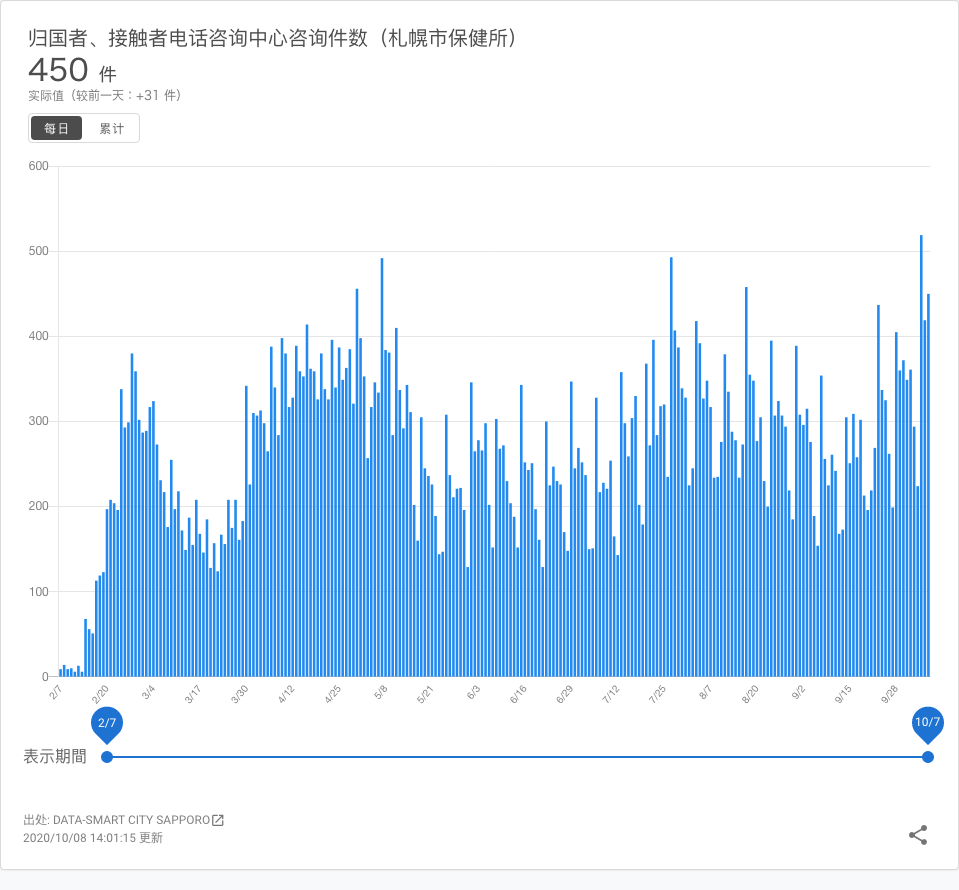 归国者、接触者电话咨询中心咨询件数（札幌市保健所）
450 件
实际值（较前一天：+31 件）
每日 累计
600
500
400
300
200
100
0
2/7 2/20 3/4 3/17 3/30 4/12 4/25 5/8 5/21 6/3 6/16 6/29 7/12 7/25 8/7 8/20 9/2 9/15 9/28
2/7 10/7
表示期間
出处: DATA-SMART CITY SAPPORO
2020/10/08 14:01:15 更新